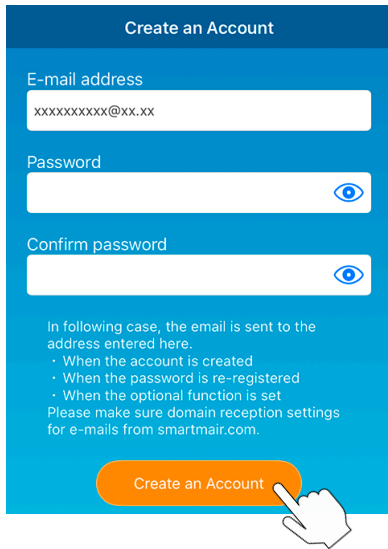 Create an Account
E-mail address
xxxxxxxxxx@xx.xx
Password
Confirm password
In following case, the email is sent to the
address entered here.
・ When the account is created
・ When the password is re-registered
・ When the optional function is set
Please make sure domain reception settings
for e-mails from smartmair.com.
Create an Account